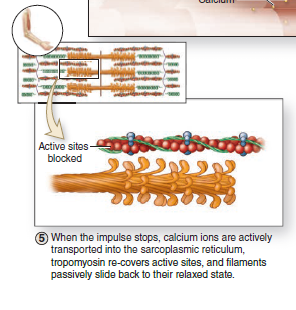 Calcium
Active sites
blocked
5 When the impulse stops, calcium ions are actively
transported into the sarcoplasmic reticulum,
tropomyosin re-covers active sites, and filaments
passively slide back to their relaxed state.